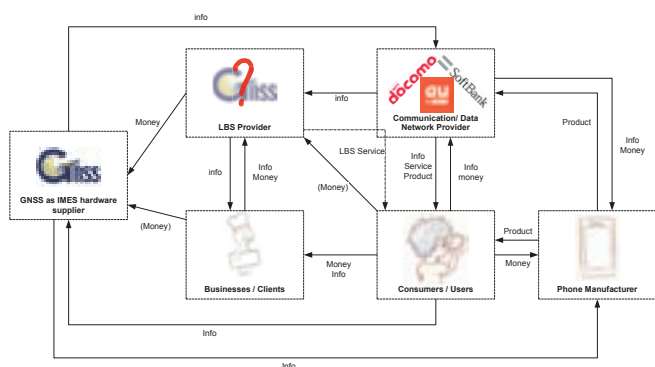 info
docomo
SoftBank
au
Communication/ Data
Network Provider
?
LBS Provider
info
Money
Product
Info
Money
LBS Service
info
Info
Money
(Money)
Info
Service
Product
Info
money
GNSS as IMES hardware
supplier
(Money)
Businesses / Clients
Money
Info
Consumers / Users
Product
Money
Phone Manufacturer
Info
Info